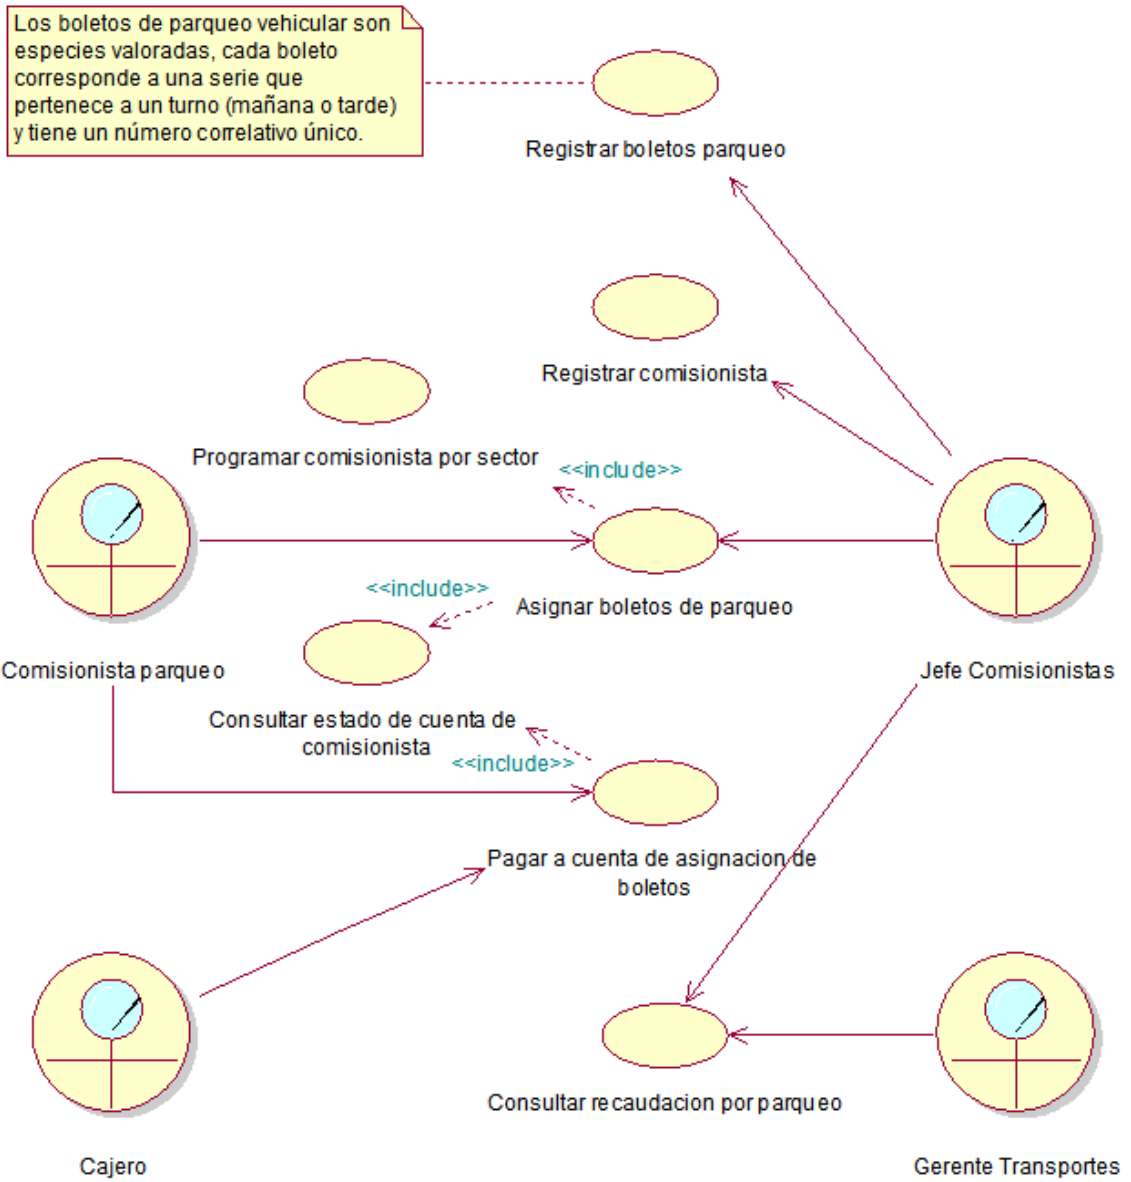 Los boletos de parqueo vehicular son
especies valoradas, cada boleto
corresponde a una serie que
pertenece a un turno (mañana o tarde)
y tiene un número correlativo único.
Registrar boletos parqueo
Registrar comisionista
Programar comisionista por sector
<<include>>
<<include>>
Asignar boletos de parqueo
Comisionista parqueo
Jefe Comisionistas
Consultar estado de cuenta de
comisionista
<<include>>
Pagar a cuenta de asignacion de
boletos
Consultar recaudacion por parqueo
Cajero
Gerente Transportes